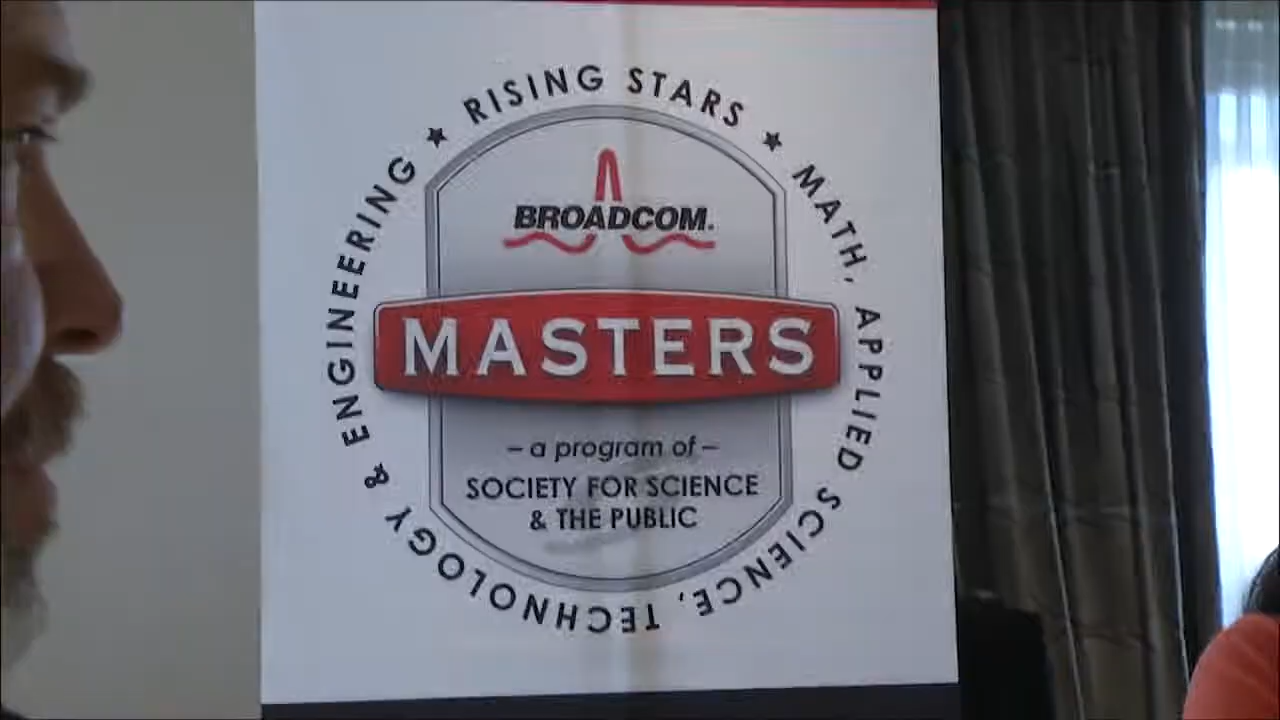 ★ RISING STARS ★ MATH, APPLIED SCIENCE, TECHNOLOGY & ENGINEERING
BROADCOM.
MASTERS
– a program of –
SOCIETY FOR SCIENCE
& THE PUBLIC